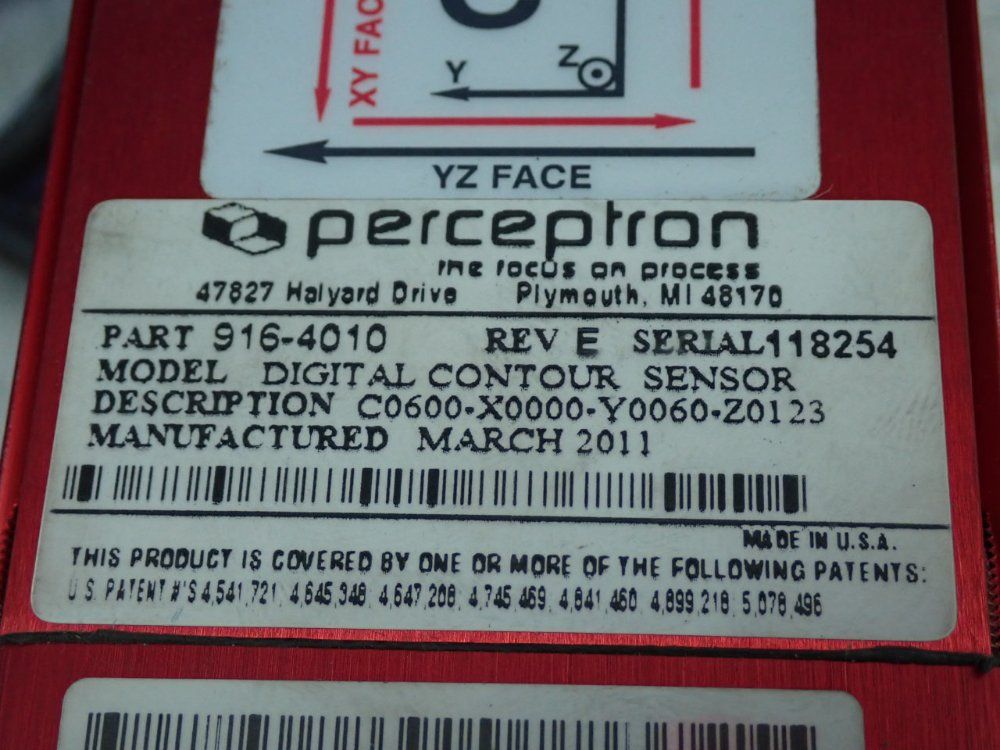 XY FAC
Y Z
YZ FACE
perceptron
the focus on process
47827 Halyard Drive Plymouth, MI 48170
PART 916-4010 REV E SERIAL 118254
MODEL DIGITAL CONTOUR SENSOR
DESCRIPTION C0600-X0000-Y0060-Z0123
MANUFACTURED MARCH 2011
MADE IN U.S.A.
THIS PRODUCT IS COVERED BY ONE OR MORE OF THE FOLLOWING PATENTS:
U.S. PATENT #'S 4,541,721, 4,645,348, 4,647,208, 4,745,469, 4,841,460, 4,899,218, 5,078,496